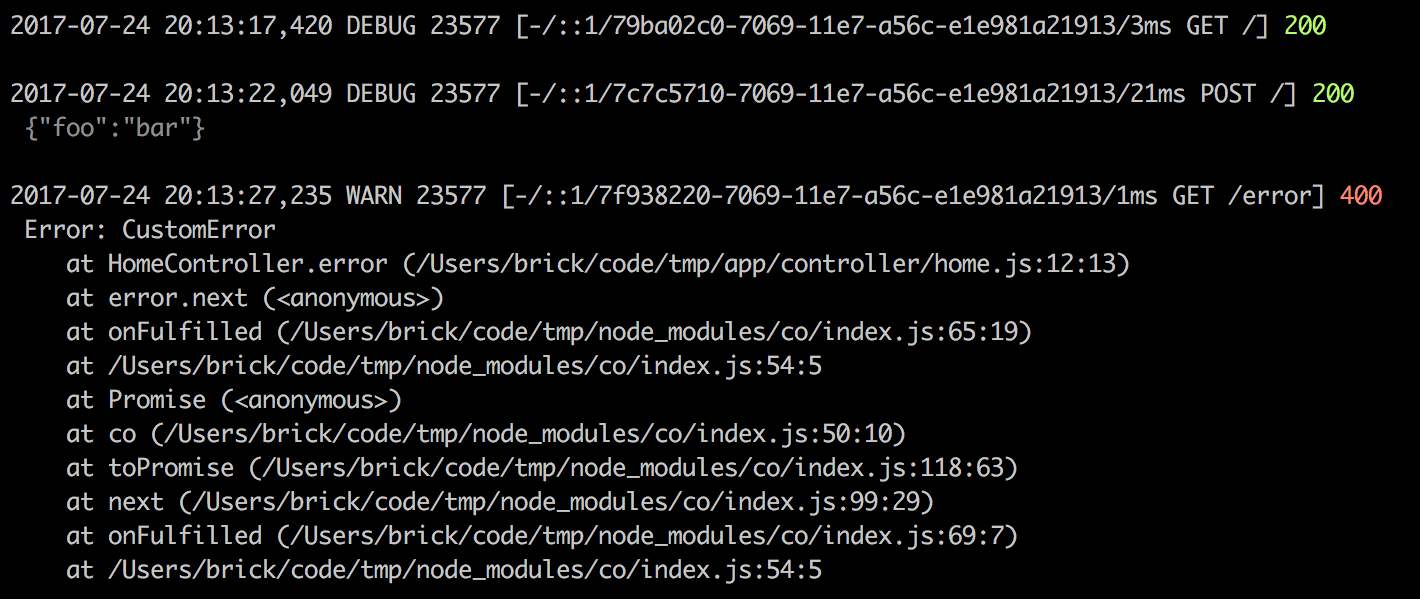 2017-07-24 20:13:17,420 DEBUG 23577 [-/::1/79ba02c0-7069-11e7-a56c-e1e981a21913/3ms GET /] 200
2017-07-24 20:13:22,049 DEBUG 23577 [-/::1/7c7c5710-7069-11e7-a56c-e1e981a21913/21ms POST /] 200
{"foo":"bar"}
2017-07-24 20:13:27,235 WARN 23577 [-/::1/7f938220-7069-11e7-a56c-e1e981a21913/1ms GET /error] 400
Error: CustomError
at HomeController.error (/Users/brick/code/tmp/app/controller/home.js:12:13)
at error.next (<anonymous>)
at onFulfilled (/Users/brick/code/tmp/node_modules/co/index.js:65:19)
at /Users/brick/code/tmp/node_modules/co/index.js:54:5
at Promise (<anonymous>)
at co (/Users/brick/code/tmp/node_modules/co/index.js:50:10)
at toPromise (/Users/brick/code/tmp/node_modules/co/index.js:118:63)
at next (/Users/brick/code/tmp/node_modules/co/index.js:99:29)
at onFulfilled (/Users/brick/code/tmp/node_modules/co/index.js:69:7)
at /Users/brick/code/tmp/node_modules/co/index.js:54:5